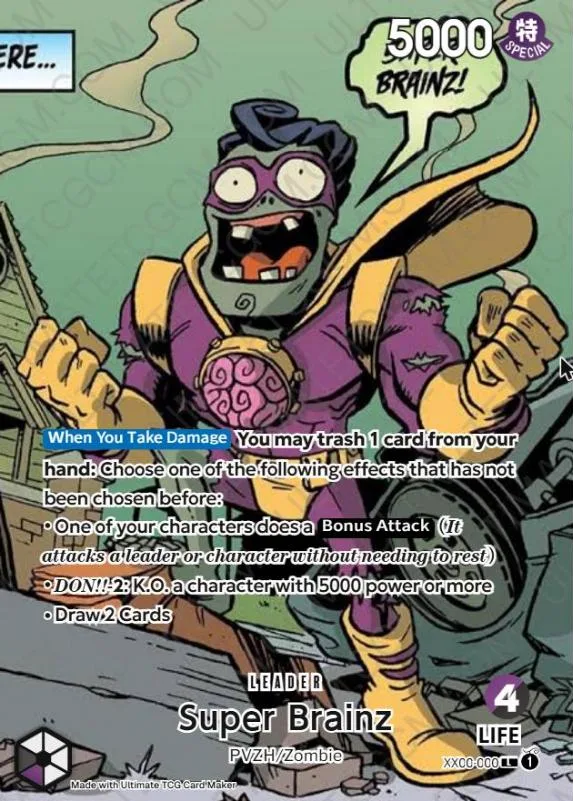 ERE...
5000
特
SPECIAL
BRAINZ!
When You Take Damage You may trash 1 card from your
hand: Choose one of the following effects that has not
been chosen before:
• One of your characters does a Bonus Attack (It
attacks a leader or character without needing to rest)
• DON!!-2: K.O. a character with 5000 power or more
• Draw 2 Cards
LEADER
Super Brainz
4
LIFE
PVZH/Zombie
XX00-000 L 1
Made with Ultimate TCG Card Maker